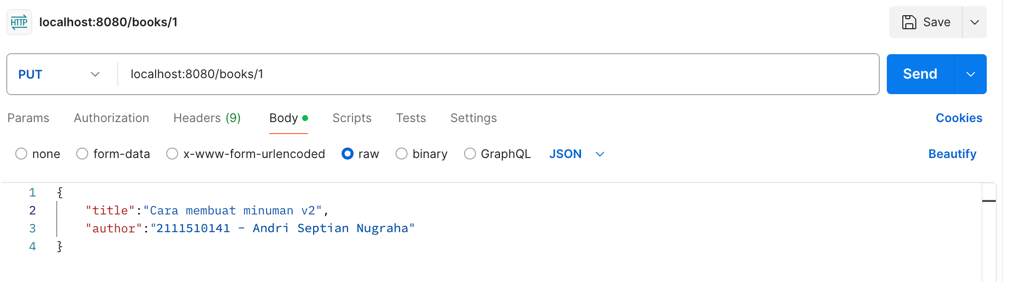 HTTP localhost:8080/books/1 Save
PUT localhost:8080/books/1 Send
Params Authorization Headers (9) Body Scripts Tests Settings Cookies
none form-data x-www-form-urlencoded raw binary GraphQL JSON Beautify
1 {
2 "title":"Cara membuat minuman v2",
3 "author":"2111510141 - Andri Septian Nugraha"
4 }